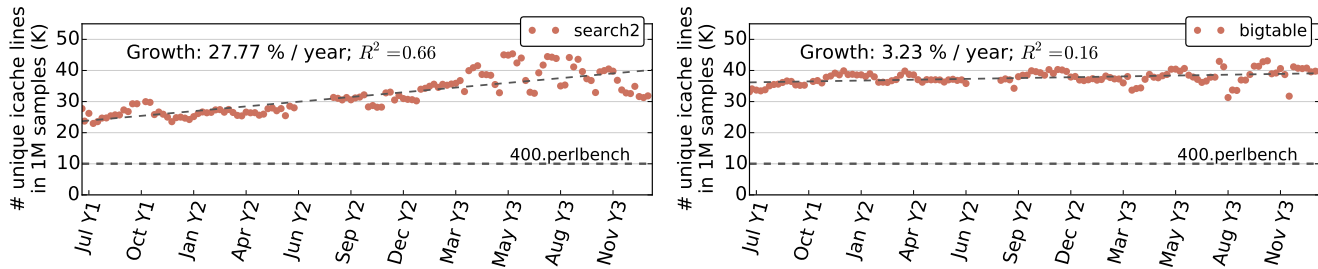 # unique icache lines
in 1M samples (K)
50
40
30
20
10
0
search2
Growth: 27.77 % / year; R² =0.66
400.perlbench
Jul Y1
Oct Y1
Jan Y2
Apr Y2
Jun Y2
Sep Y2
Dec Y2
Mar Y3
May Y3
Aug Y3
Nov Y3
# unique icache lines
in 1M samples (K)
50
40
30
20
10
0
bigtable
Growth: 3.23 % / year; R² =0.16
400.perlbench
Jul Y1
Oct Y1
Jan Y2
Apr Y2
Jun Y2
Sep Y2
Dec Y2
Mar Y3
May Y3
Aug Y3
Nov Y3